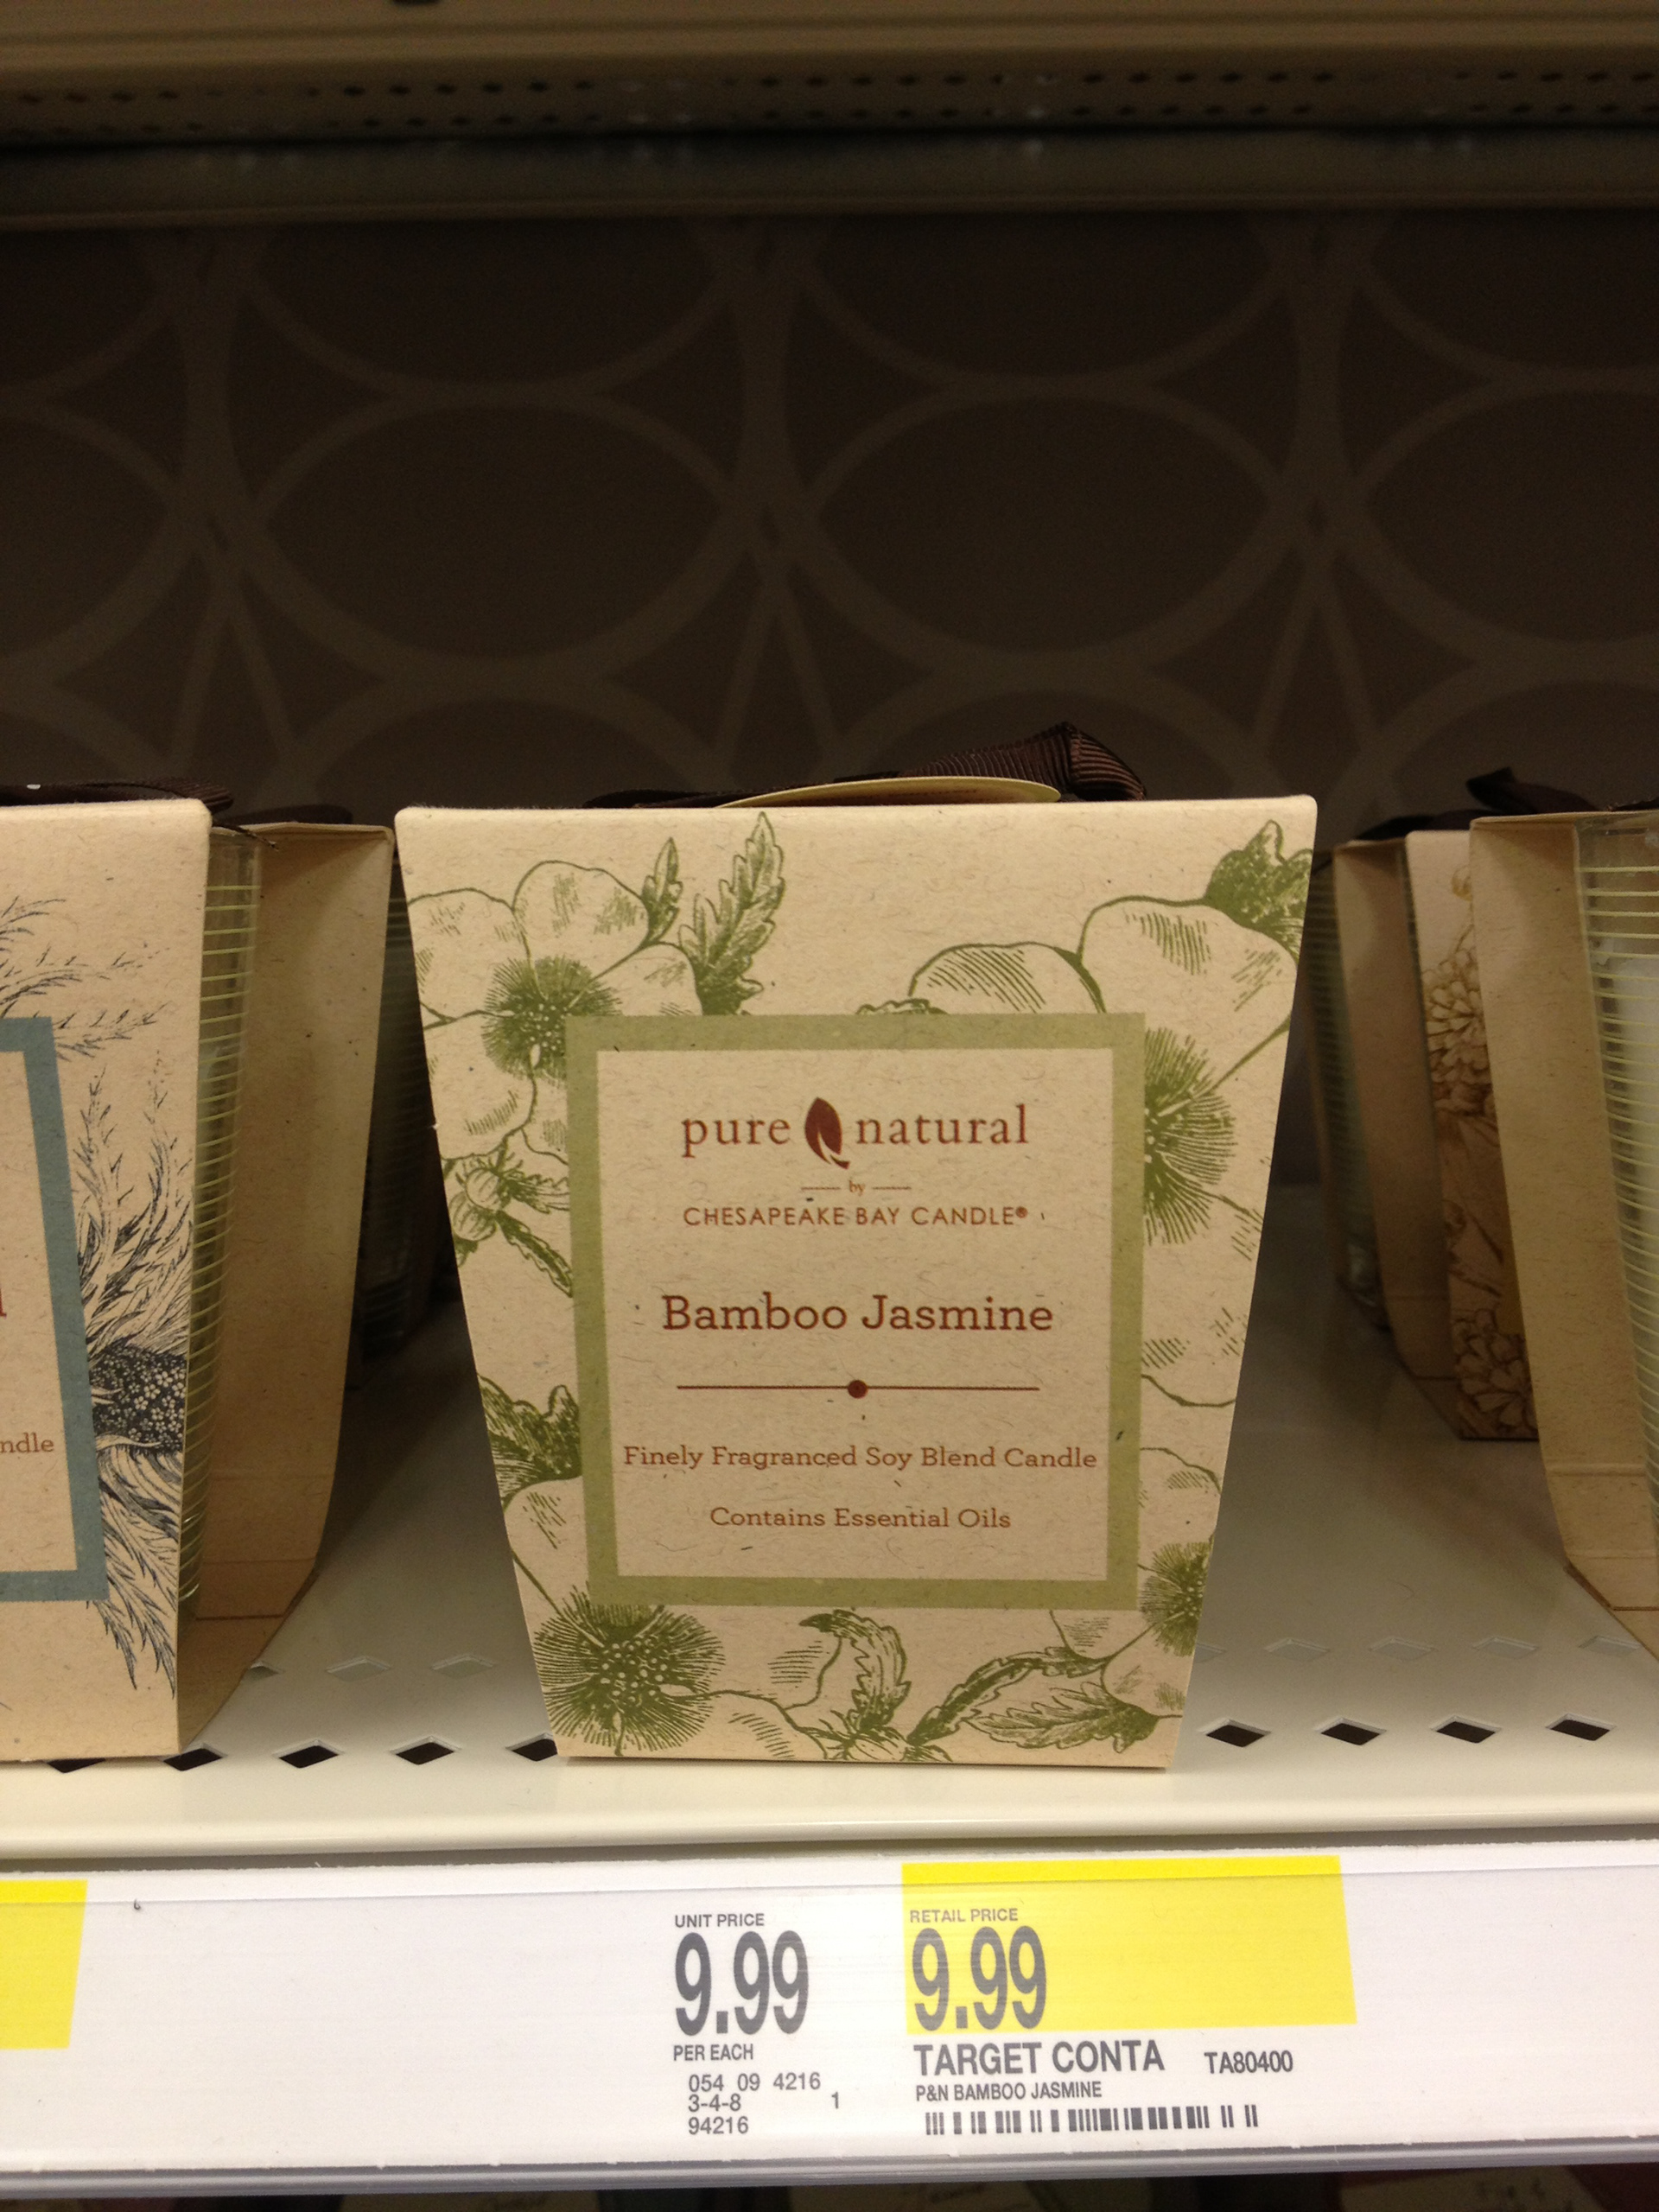 pure natural
by
CHESAPEAKE BAY CANDLE®
Bamboo Jasmine
Finely Fragranced Soy Blend Candle
Contains Essential Oils
ndle
UNIT PRICE
9.99
PER EACH
054 09 4216
3-4-8 1
94216
RETAIL PRICE
9.99
TARGET CONTA TA80400
P&N BAMBOO JASMINE